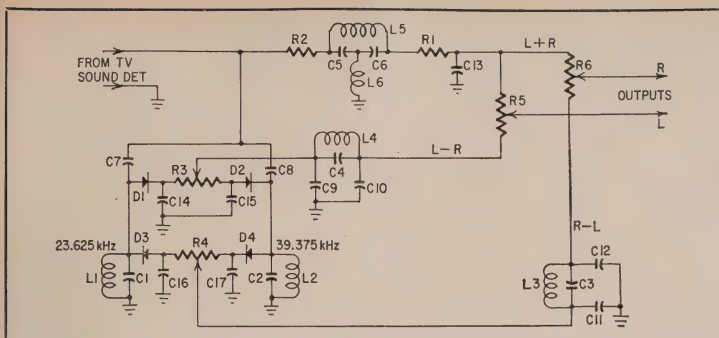 L5
R2
R1
L+R
FROM TV
SOUND DET
C5
C6
L6
C13
R6
R
R5
OUTPUTS
L
L4
C7
R3
D2
C8
C4
L-R
D1
C14
C15
C9
C10
R-L
23.625 kHz
D3
R4
D4
39.375 kHz
L1
C1
C16
C17
C2
L2
C12
L3
C3
C11